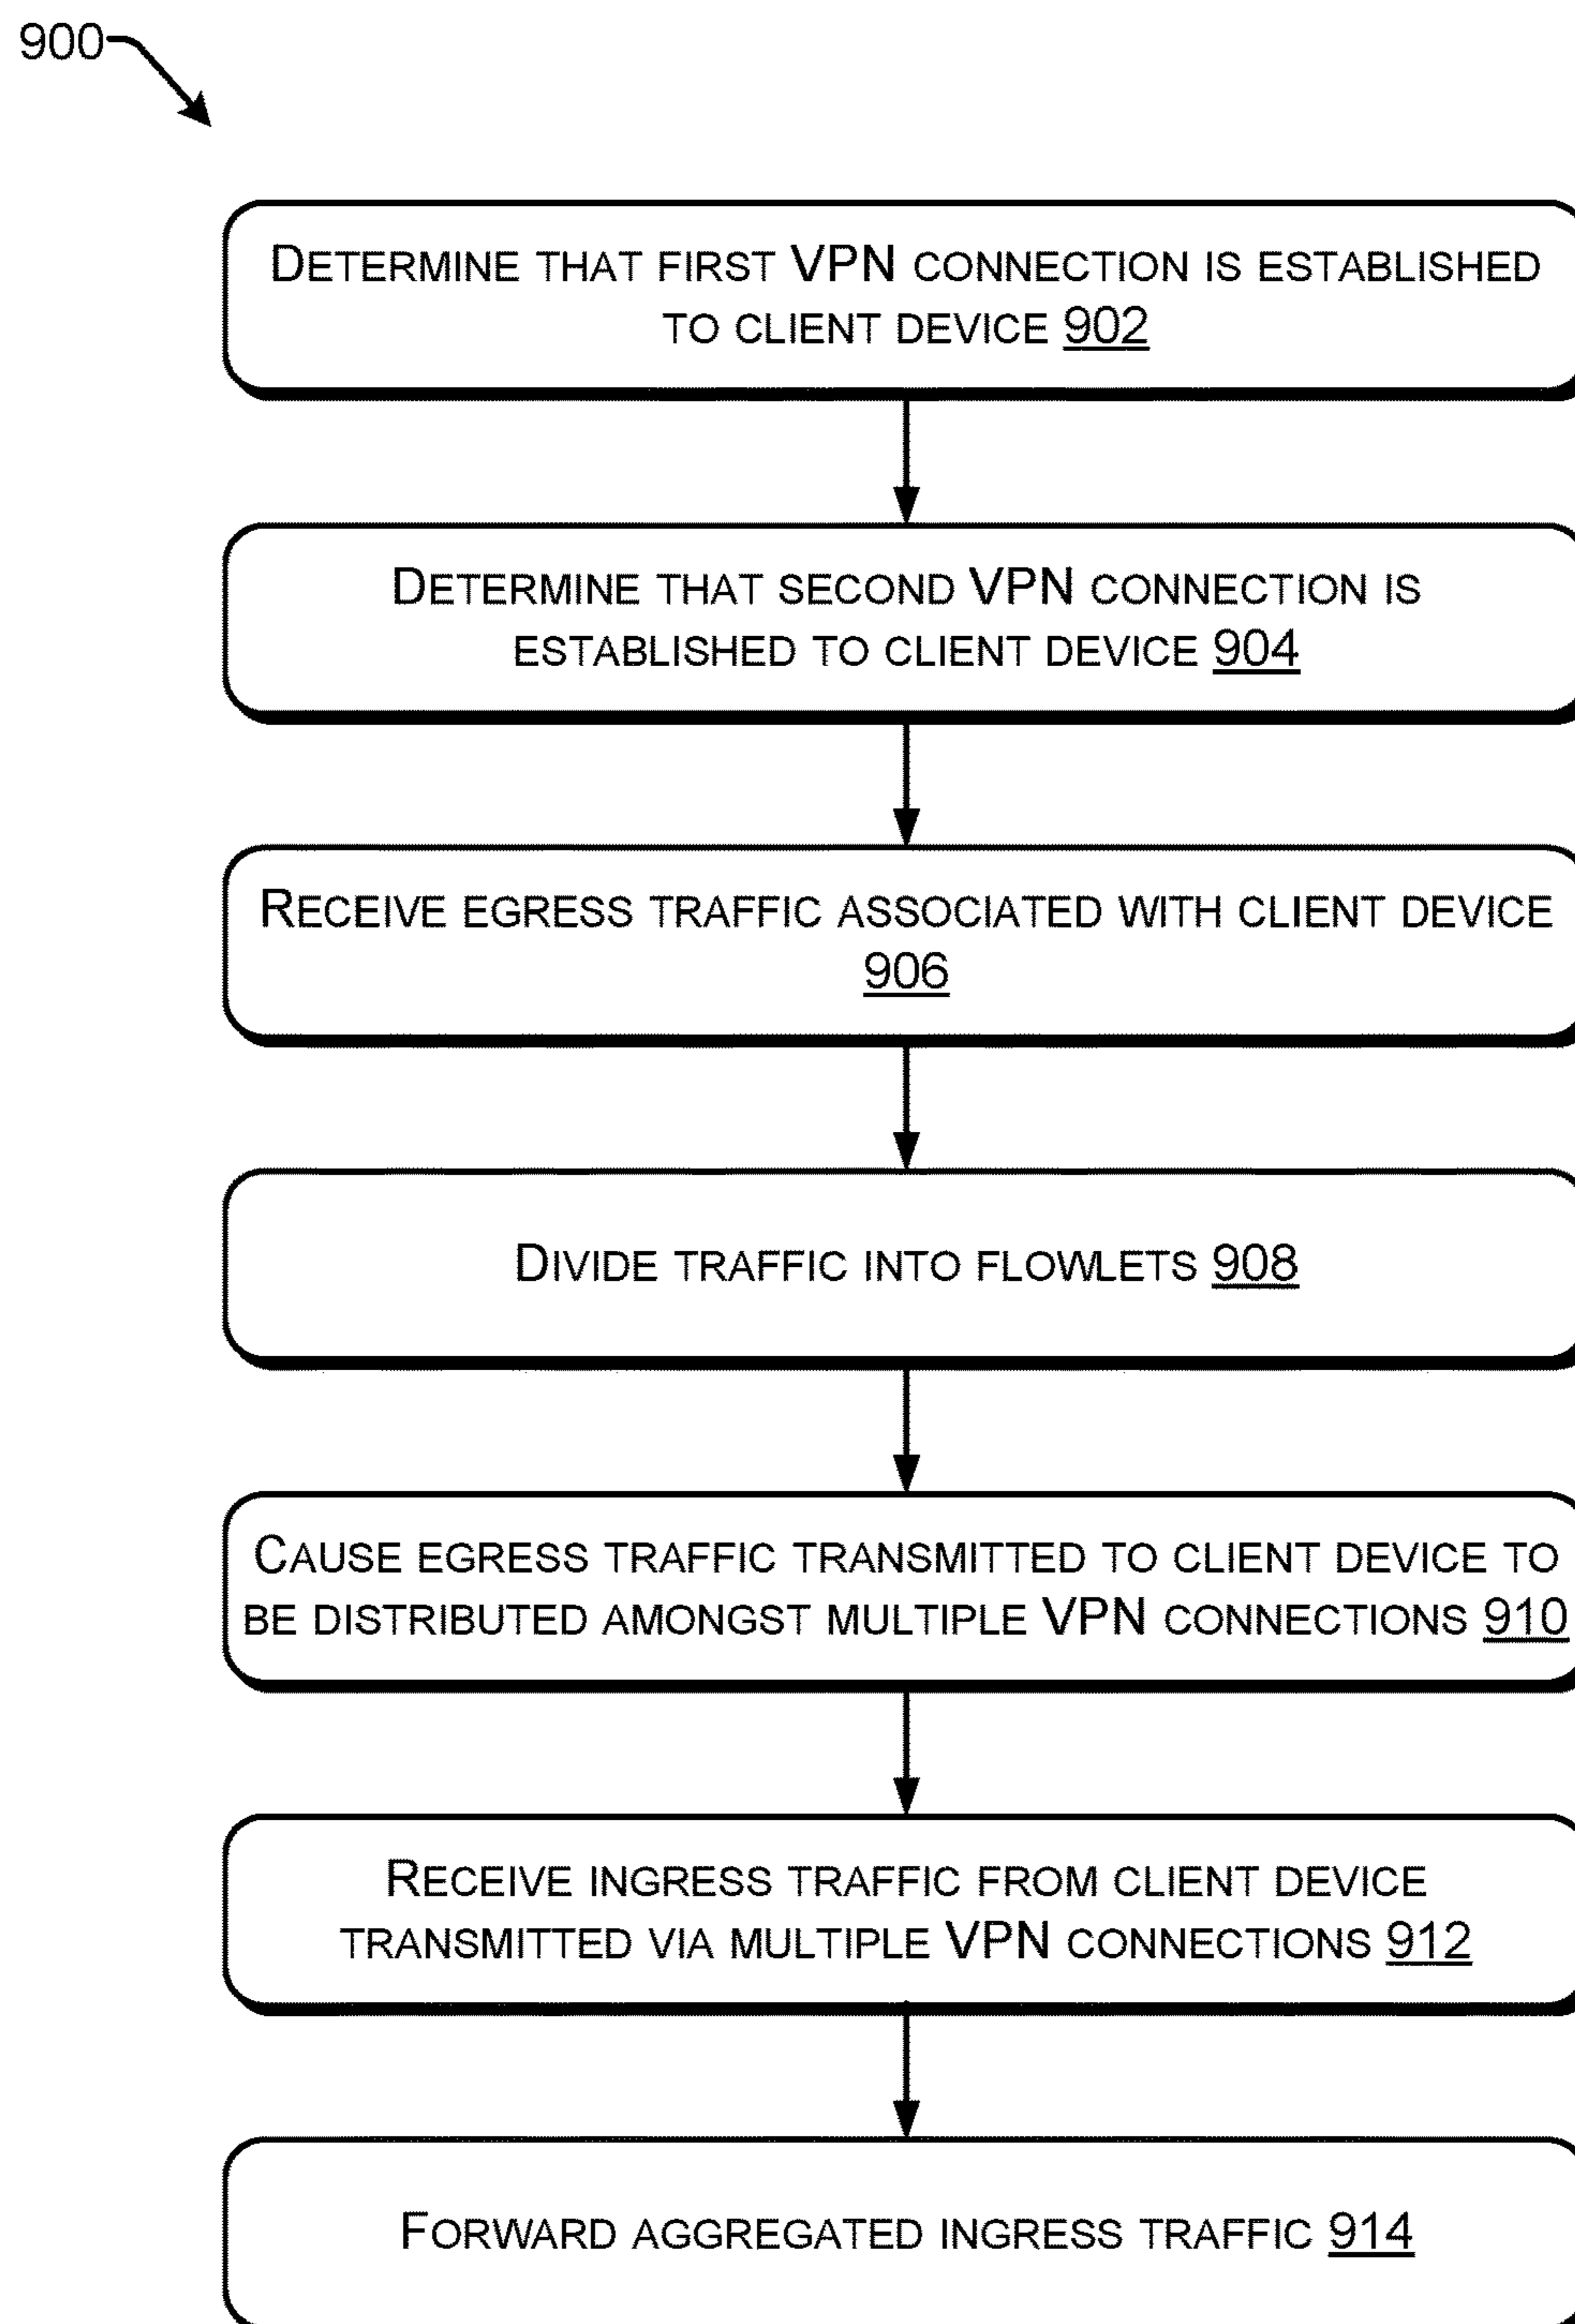 900
DETERMINE THAT FIRST VPN CONNECTION IS ESTABLISHED
TO CLIENT DEVICE 902
DETERMINE THAT SECOND VPN CONNECTION IS
ESTABLISHED TO CLIENT DEVICE 904
RECEIVE EGRESS TRAFFIC ASSOCIATED WITH CLIENT DEVICE
906
DIVIDE TRAFFIC INTO FLOWLETS 908
CAUSE EGRESS TRAFFIC TRANSMITTED TO CLIENT DEVICE TO
BE DISTRIBUTED AMONGST MULTIPLE VPN CONNECTIONS 910
RECEIVE INGRESS TRAFFIC FROM CLIENT DEVICE
TRANSMITTED VIA MULTIPLE VPN CONNECTIONS 912
FORWARD AGGREGATED INGRESS TRAFFIC 914